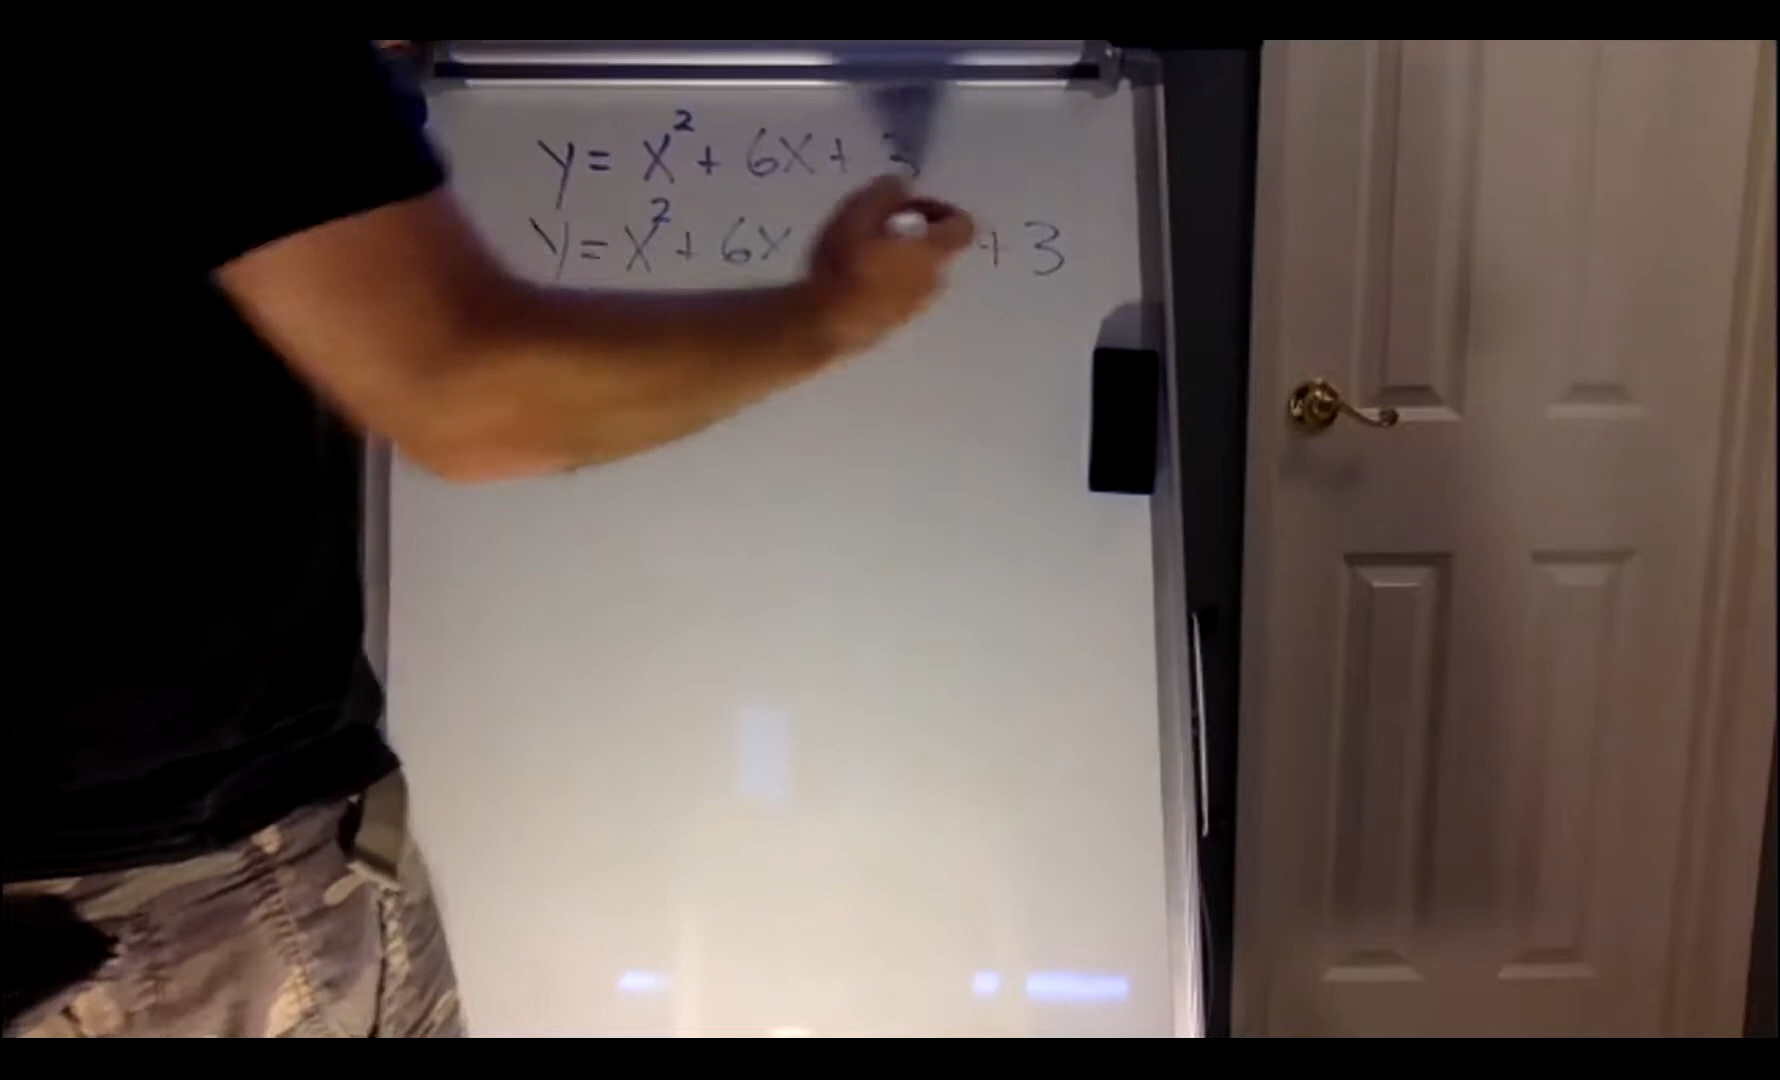 y = x² + 6x + 3
y = x² + 6x + 3